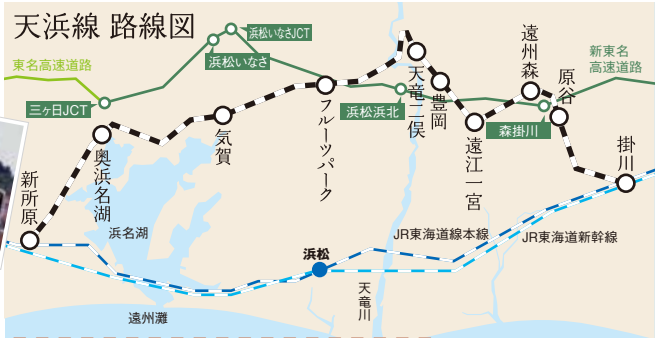 天浜線 路線図
浜松いなさJCT
浜松いなさ
東名高速道路
三ヶ日JCT
新東名
高速道路
遠州森
原谷
天竜二俣
豊岡
浜松浜北
森掛川
遠江一宮
フルーツパーク
気賀
奥浜名湖
掛川
新所原
浜名湖
浜松
JR東海道線本線
JR東海道新幹線
天竜川
遠州灘